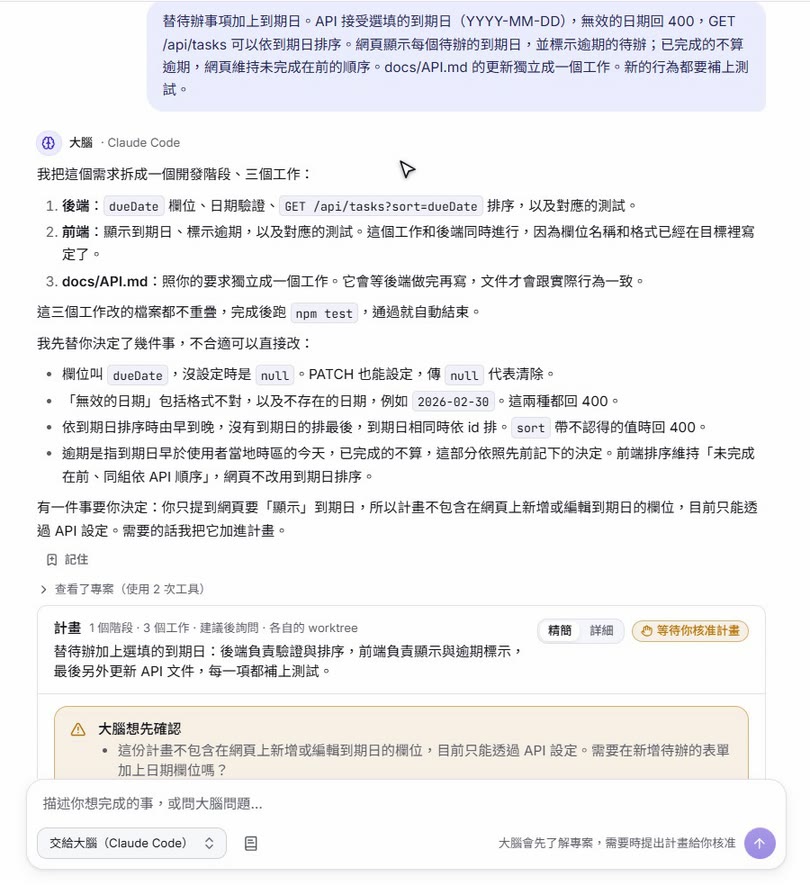 替待辦事項加上到期日。API 接受選填的到期日（YYYY-MM-DD），無效的日期回 400，GET
/api/tasks 可以依到期日排序。網頁顯示每個待辦的到期日，並標示逾期的待辦；已完成的不算
逾期，網頁維持未完成在前的順序。docs/API.md 的更新獨立成一個工作。新的行為都要補上測
試。
大腦 · Claude Code
我把這個需求拆成一個開發階段、三個工作：
1. 後端：dueDate 欄位、日期驗證、GET /api/tasks?sort=dueDate 排序，以及對應的測試。
2. 前端：顯示到期日、標示逾期，以及對應的測試。這個工作和後端同時進行，因為欄位名稱和格式已經在目標裡寫
定了。
3. docs/API.md：照你的要求獨立成一個工作。它會等後端做完再寫，文件才會跟實際行為一致。
這三個工作改的檔案都不重疊，完成後跑 npm test，通過就自動結束。
我先替你決定了幾件事，不合適可以直接改：
• 欄位叫 dueDate，沒設定時是 null。PATCH 也能設定，傳 null 代表清除。
• 「無效的日期」包括格式不對，以及不存在的日期，例如 2026-02-30。這兩種都回 400。
• 依到期日排序時由早到晚，沒有到期日的排最後，到期日相同時依 id 排。sort 帶不認得的值時回 400。
• 逾期是指到期日早於使用者當地時區的今天，已完成的不算，這部分依照先前記下的決定。前端排序維持「未完成
在前、同組依 API 順序」，網頁不改用到期日排序。
有一件事要你決定：你只提到網頁要「顯示」到期日，所以計畫不包含在網頁上新增或編輯到期日的欄位，目前只能透
過 API 設定。需要的話我把它加進計畫。
記住
查看了專案（使用 2 次工具）
計畫 1 個階段 · 3 個工作 · 建議後詢問 · 各自的 worktree
精簡 詳細 等待你核准計畫
替待辦加上選填的到期日：後端負責驗證與排序，前端負責顯示與逾期標示，
最後另外更新 API 文件，每一項都補上測試。
大腦想先確認
• 這份計畫不包含在網頁上新增或編輯到期日的欄位，目前只能透過 API 設定。需要在新增待辦的表單
加上日期欄位嗎？
描述你想完成的事，或問大腦問題...
交給大腦（Claude Code）
大腦會先了解專案，需要時提出計畫給你核准